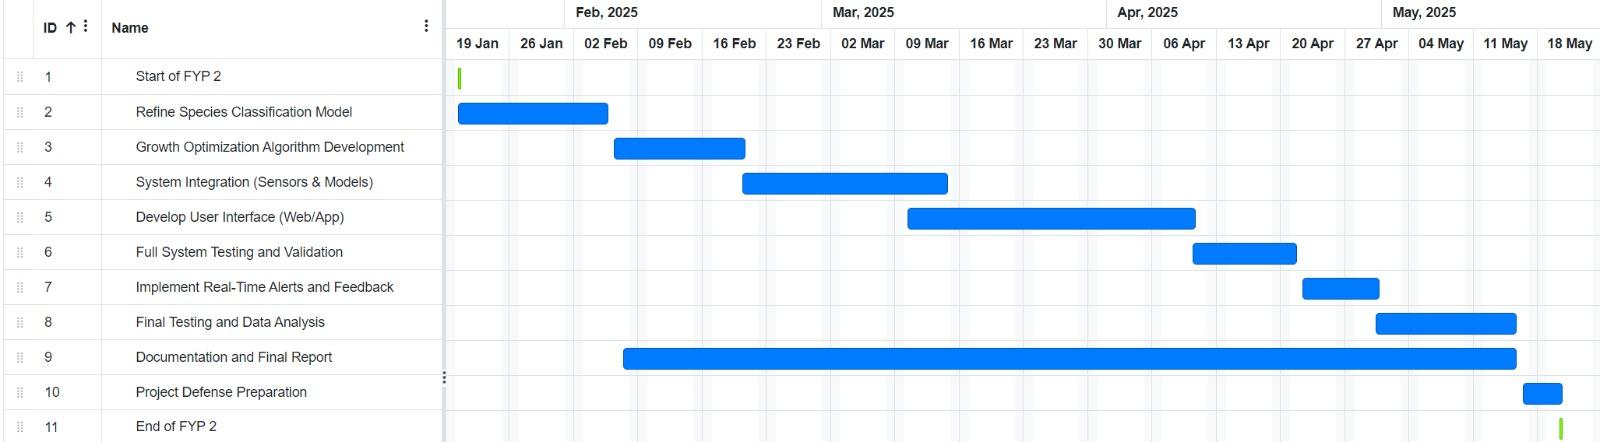 Feb, 2025 Mar, 2025 Apr, 2025 May, 2025
ID Name
19 Jan 26 Jan 02 Feb 09 Feb 16 Feb 23 Feb 02 Mar 09 Mar 16 Mar 23 Mar 30 Mar 06 Apr 13 Apr 20 Apr 27 Apr 04 May 11 May 18 May
1 Start of FYP 2
2 Refine Species Classification Model
3 Growth Optimization Algorithm Development
4 System Integration (Sensors & Models)
5 Develop User Interface (Web/App)
6 Full System Testing and Validation
7 Implement Real-Time Alerts and Feedback
8 Final Testing and Data Analysis
9 Documentation and Final Report
10 Project Defense Preparation
11 End of FYP 2